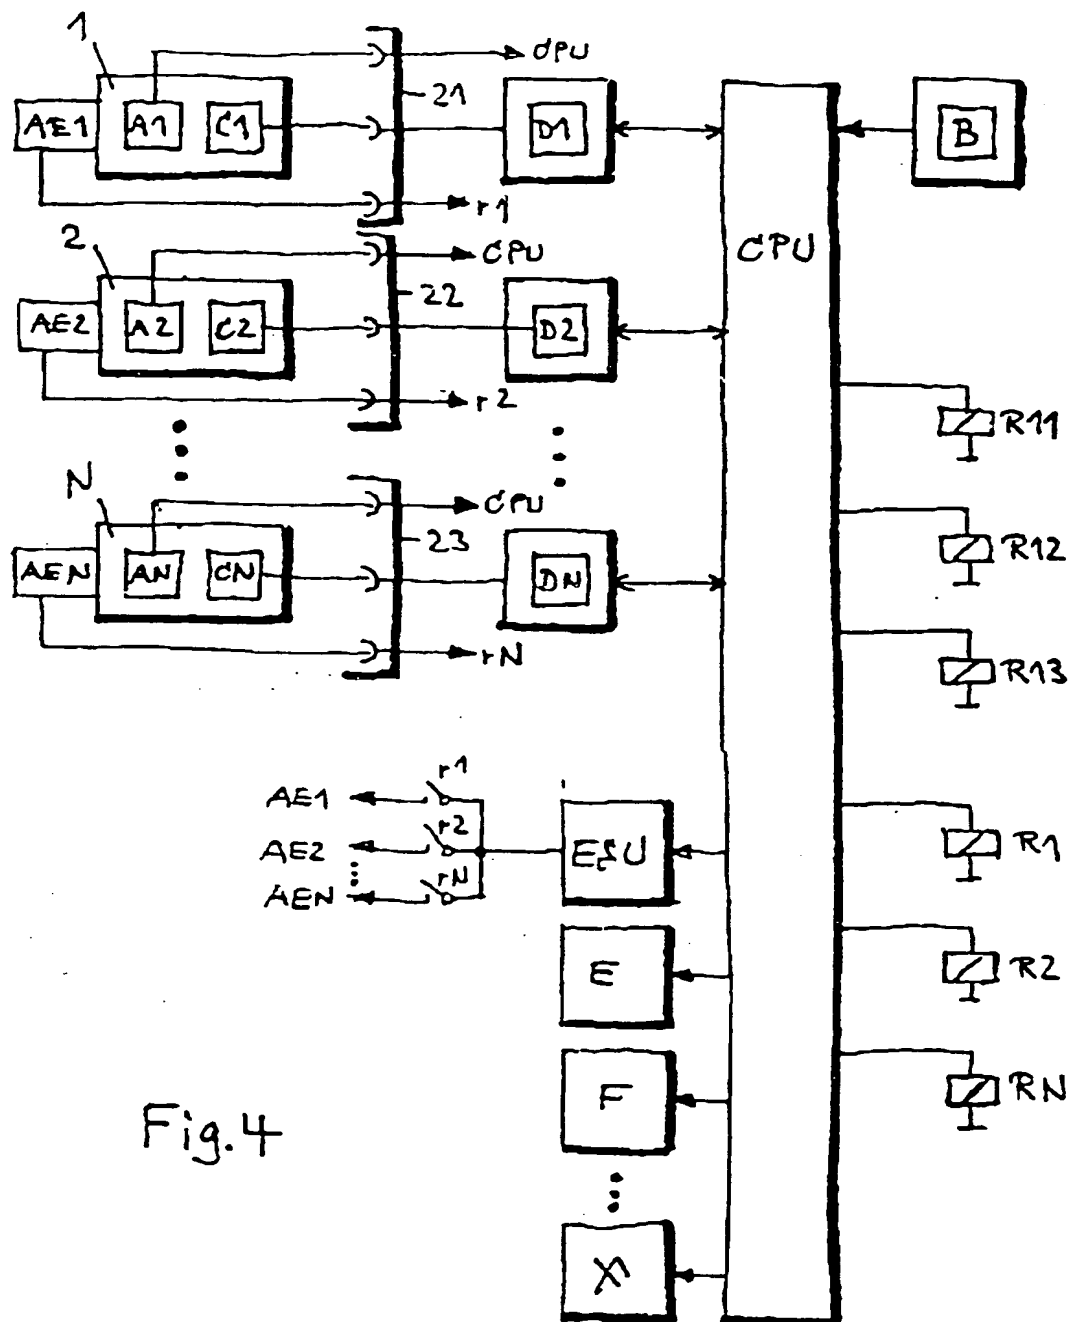 1
CPU
21
AE1
A1
C1
D1
B
r1
2
CPU
CPU
22
AE2
A2
C2
D2
r2
R11
N
CPU
23
R12
AEN
AN
CN
DN
rN
R13
r1
AE1
r2
AE2
E&U
R1
rN
AEN
E
R2
F
RN
Fig.4